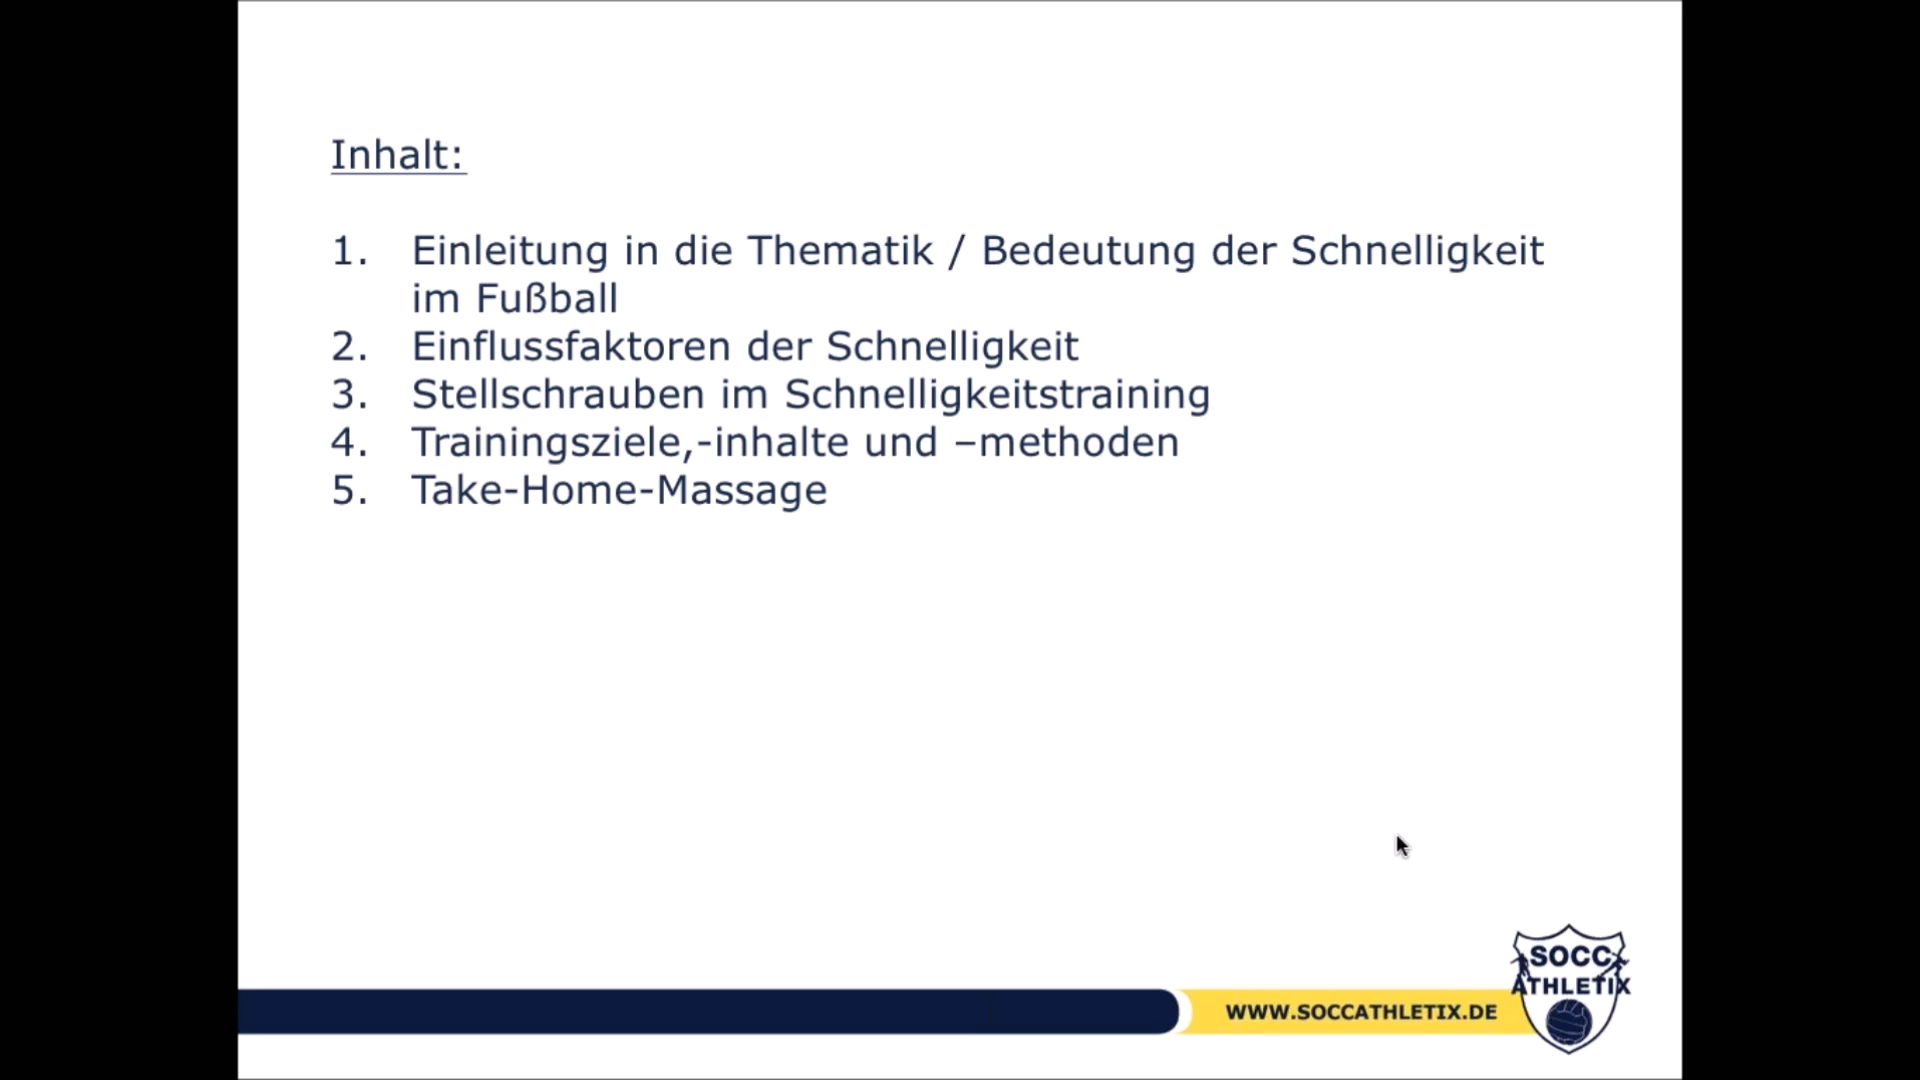 Inhalt:
1. Einleitung in die Thematik / Bedeutung der Schnelligkeit
im Fußball
2. Einflussfaktoren der Schnelligkeit
3. Stellschrauben im Schnelligkeitstraining
4. Trainingsziele,-inhalte und –methoden
5. Take-Home-Massage
WWW.SOCCATHLETIX.DE
SOCC
ATHLETIX